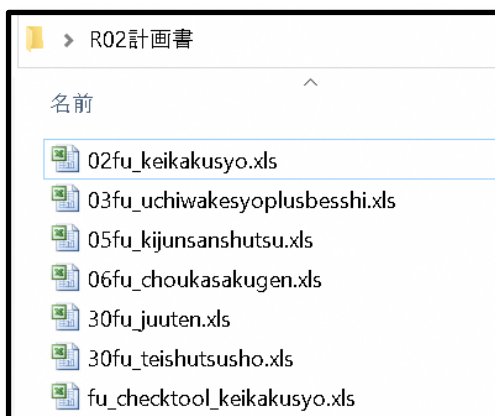 > R02計画書
名前
02fu_keikakusyo.xls
03fu_uchiwakesyoplusbesshi.xls
05fu_kijunsanshutsu.xls
06fu_choukasakugen.xls
30fu_juuten.xls
30fu_teishutsusho.xls
fu_checktool_keikakusyo.xls